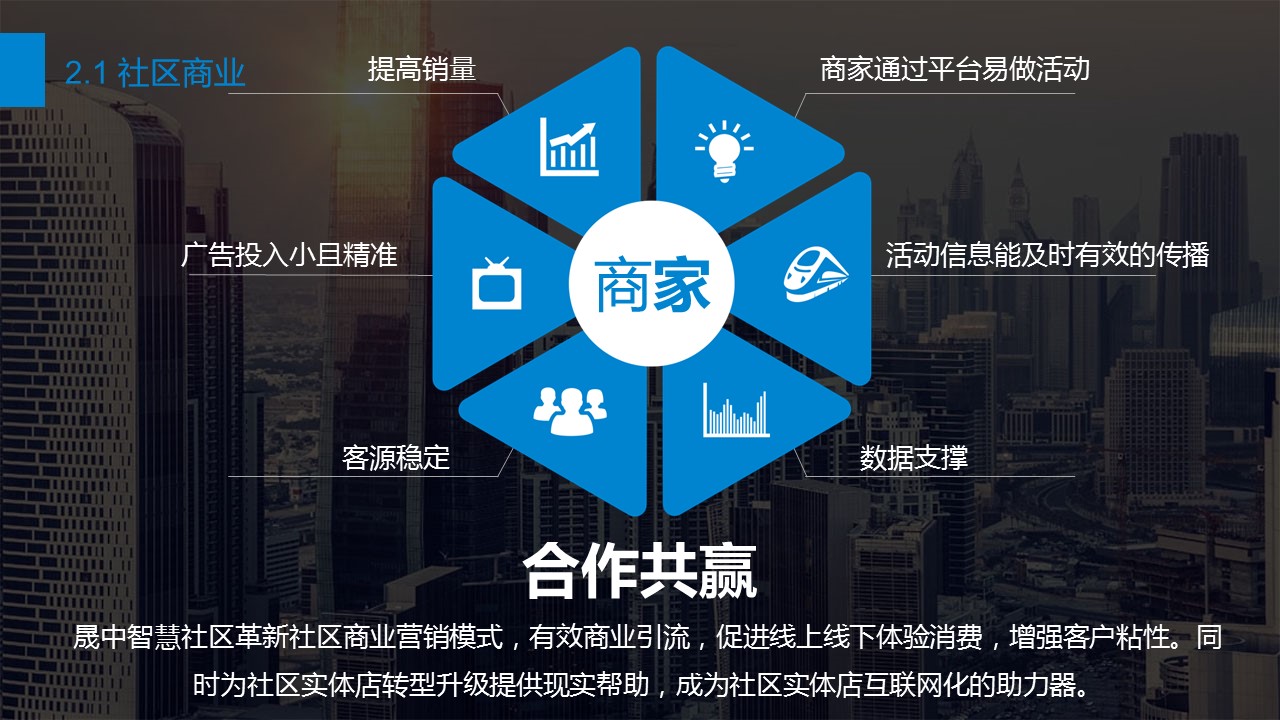 2.1 社区商业
提高销量
商家通过平台易做活动
广告投入小且精准
商家
活动信息能及时有效的传播
客源稳定
数据支撑
合作共赢
晟中智慧社区革新社区商业营销模式，有效商业引流，促进线上线下体验消费，增强客户粘性。同
时为社区实体店转型升级提供现实帮助，成为社区实体店互联网化的助力器。